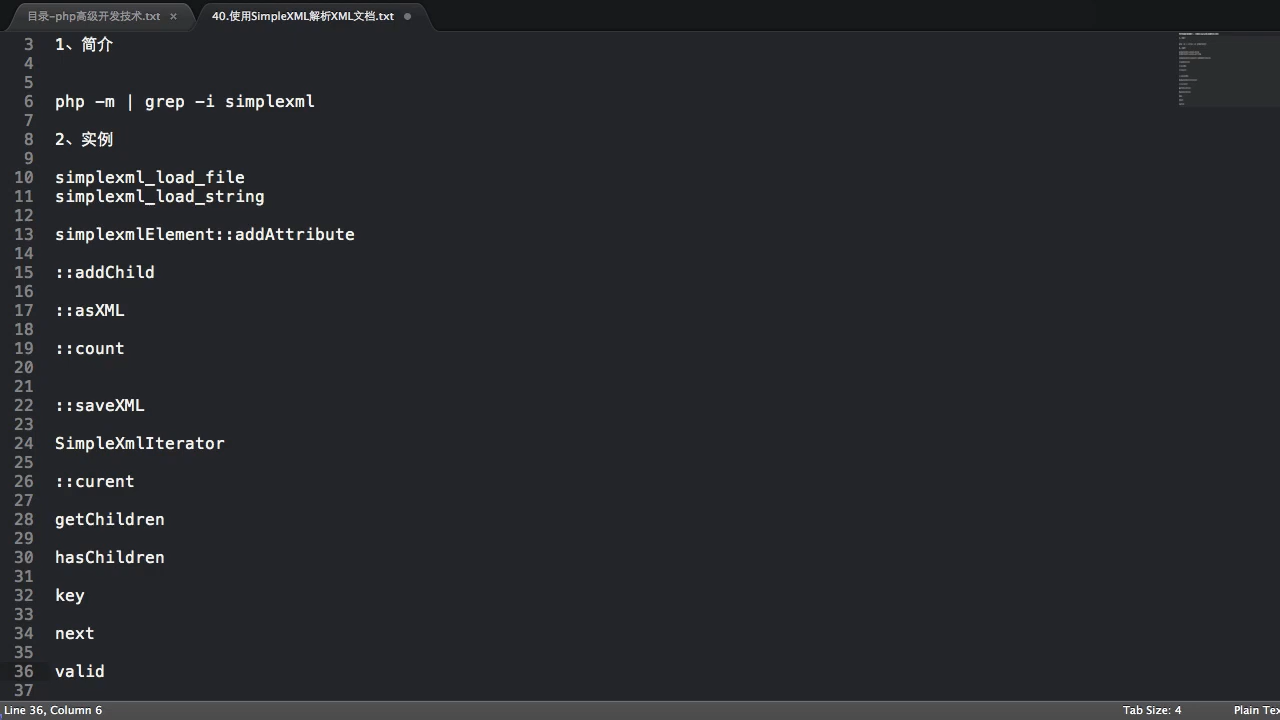 目录-php高级开发技术.txt ×
40.使用SimpleXML解析XML文档.txt
3 1、简介
4
5
6 php -m | grep -i simplexml
7
8 2、实例
9
10 simplexml_load_file
11 simplexml_load_string
12
13 simplexmlElement::addAttribute
14
15 ::addChild
16
17 ::asXML
18
19 ::count
20
21
22 ::saveXML
23
24 SimpleXmlIterator
25
26 ::curent
27
28 getChildren
29
30 hasChildren
31
32 key
33
34 next
35
36 valid
37
Line 36, Column 6
Tab Size: 4
Plain Tex